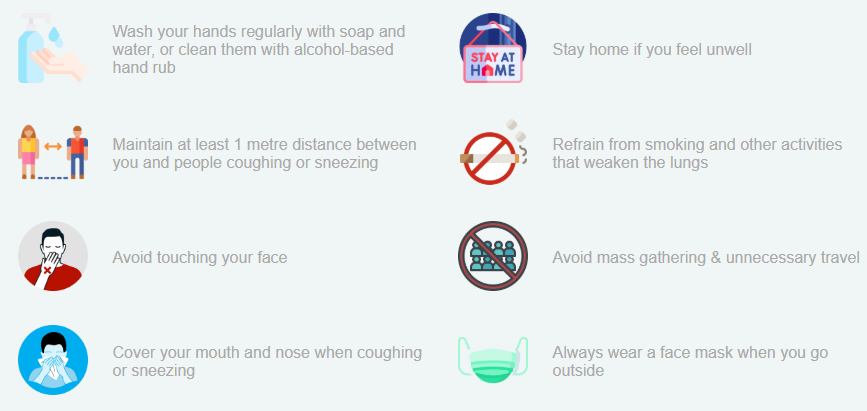 Wash your hands regularly with soap and
water, or clean them with alcohol-based
hand rub
STAY AT
HOME
Stay home if you feel unwell
Maintain at least 1 metre distance between
you and people coughing or sneezing
Refrain from smoking and other activities
that weaken the lungs
Avoid touching your face
Avoid mass gathering & unnecessary travel
Cover your mouth and nose when coughing
or sneezing
Always wear a face mask when you go
outside